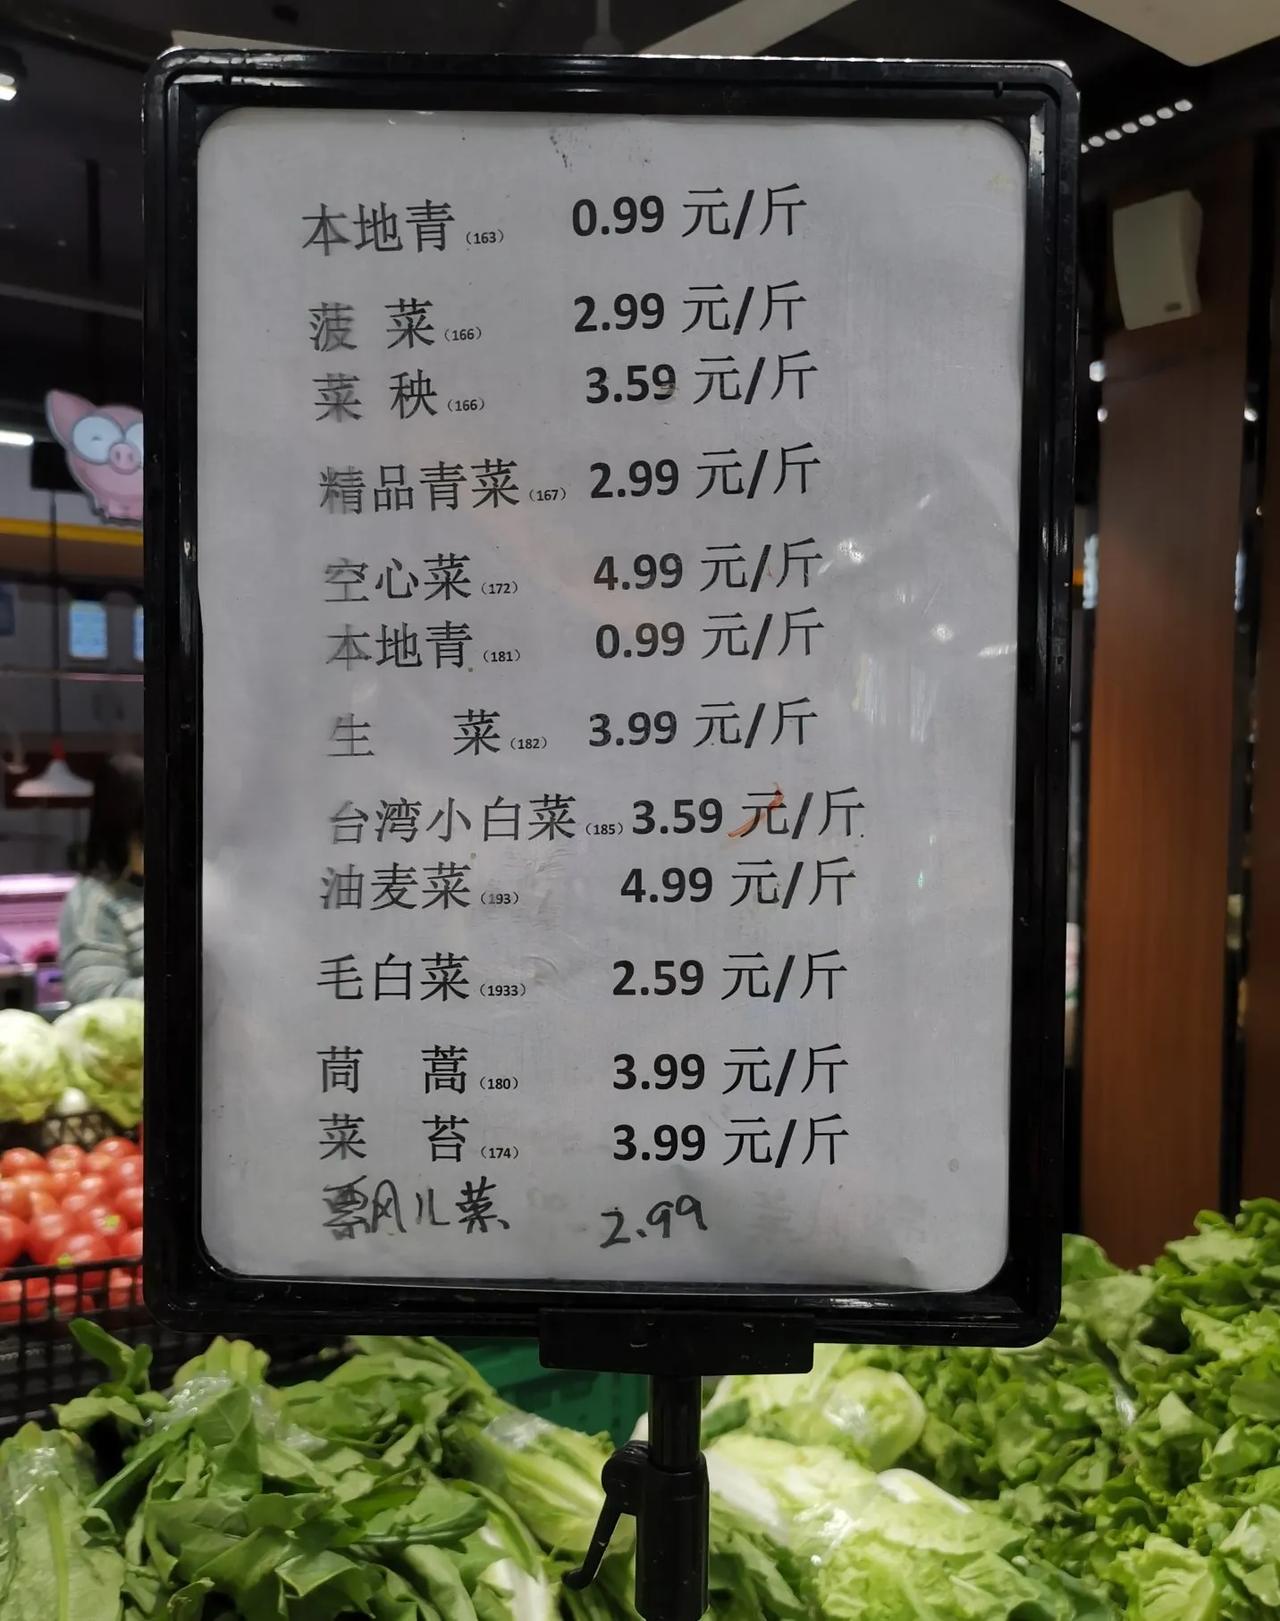 本地青（163） 0.99 元/斤
菠 菜（166） 2.99 元/斤
菜 秧（166） 3.59 元/斤
精品青菜（167） 2.99 元/斤
空心菜（172） 4.99 元/斤
本地青（181） 0.99 元/斤
生 菜（182） 3.99 元/斤
台湾小白菜（185） 3.59 元/斤
油麦菜（193） 4.99 元/斤
毛白菜（1933） 2.59 元/斤
茼 蒿（180） 3.99 元/斤
菜 苔（174） 3.99 元/斤
飘儿菜 2.99